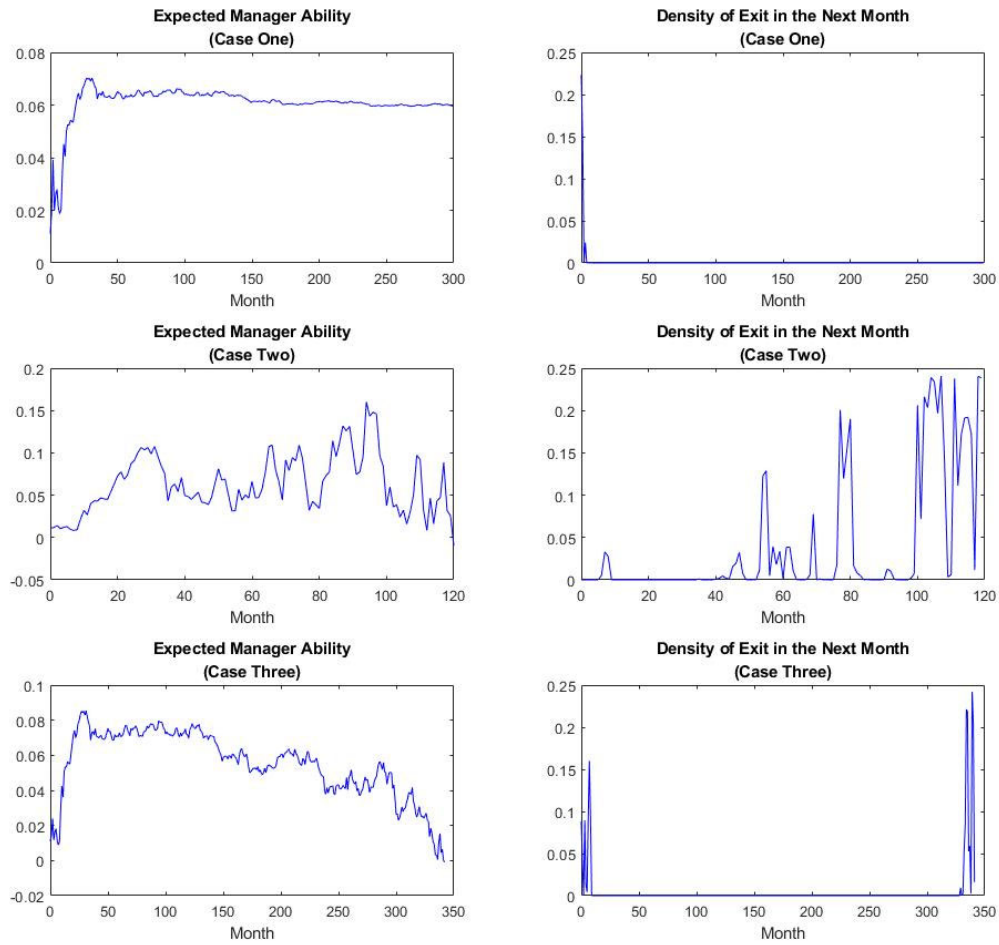 Expected Manager Ability
(Case One)
0.08
0.06
0.04
0.02
0
0 50 100 150 200 250 300
Month
Density of Exit in the Next Month
(Case One)
0.25
0.2
0.15
0.1
0.05
0
0 50 100 150 200 250 300
Month
Expected Manager Ability
(Case Two)
0.2
0.15
0.1
0.05
0
-0.05
0 20 40 60 80 100 120
Month
Density of Exit in the Next Month
(Case Two)
0.25
0.2
0.15
0.1
0.05
0
0 20 40 60 80 100 120
Month
Expected Manager Ability
(Case Three)
0.1
0.08
0.06
0.04
0.02
0
-0.02
0 50 100 150 200 250 300 350
Month
Density of Exit in the Next Month
(Case Three)
0.25
0.2
0.15
0.1
0.05
0
0 50 100 150 200 250 300 350
Month